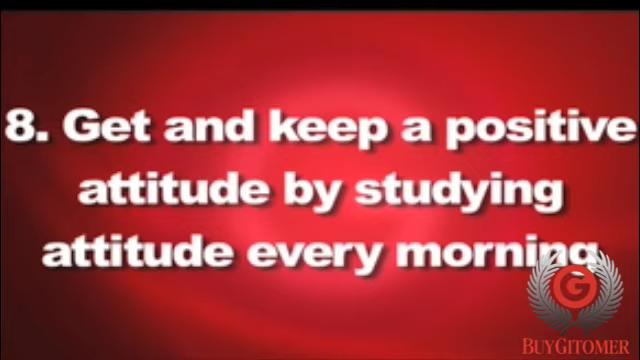 8. Get and keep a positive
attitude by studying
attitude every morning
G
BUYGITOMER